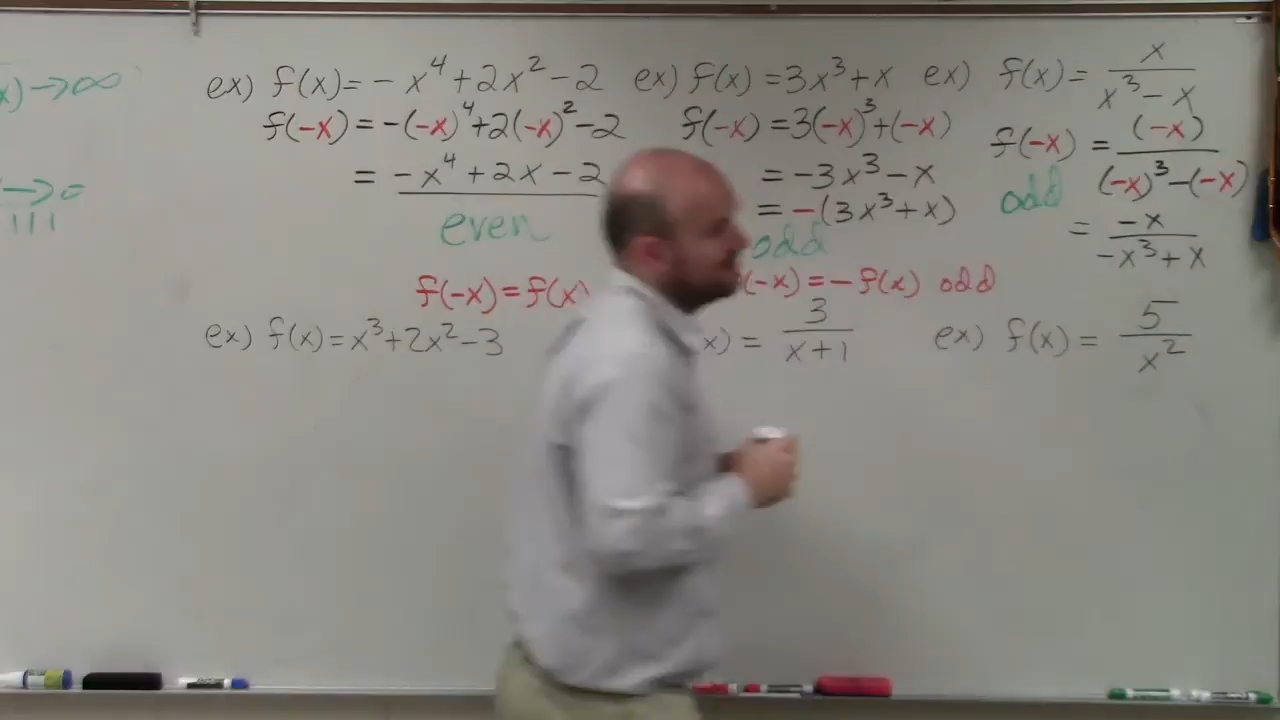 x) → ∞
→ 0
ex) f(x) = - x⁴ + 2x² - 2
f(-x) = -(-x)⁴ + 2(-x)² - 2
= -x⁴ + 2x - 2
even
f(-x) = f(x)
ex) f(x) = 3x³ + x
f(-x) = 3(-x)³ + (-x)
= -3x³ - x
= -(3x³ + x)
odd
(-x) = - f(x) odd
ex) f(x) = x / (x³ - x)
f(-x) = (-x) / ((-x)³ - (-x))
odd
= -x / (-x³ + x)
ex) f(x) = x³ + 2x² - 3
x) = 3 / (x+1)
ex) f(x) = 5 / x²